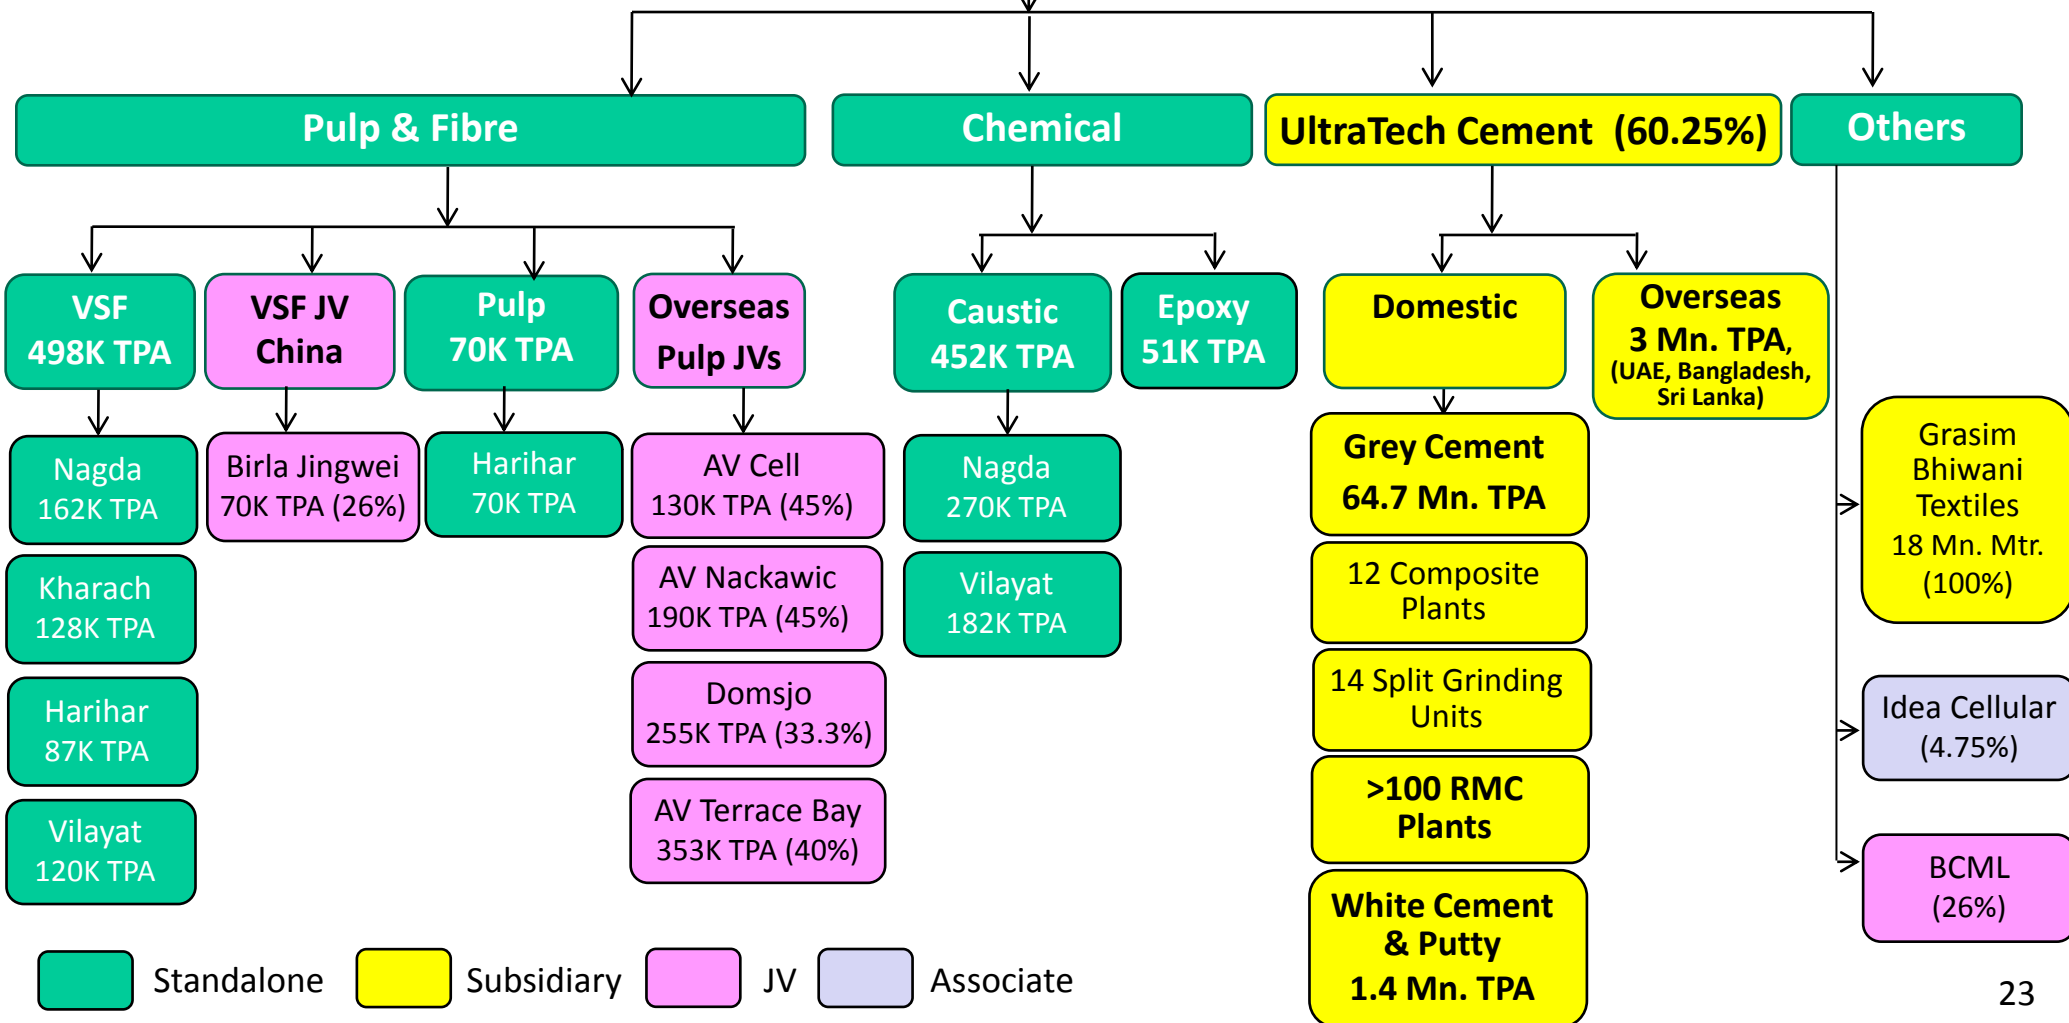 Pulp & Fibre
Chemical
UltraTech Cement (60.25%)
Others
VSF
498K TPA
VSF JV
China
Pulp
70K TPA
Overseas
Pulp JVs
Caustic
452K TPA
Epoxy
51K TPA
Domestic
Overseas
3 Mn. TPA,
(UAE, Bangladesh,
Sri Lanka)
Nagda
162K TPA
Kharach
128K TPA
Harihar
87K TPA
Vilayat
120K TPA
Birla Jingwei
70K TPA (26%)
Harihar
70K TPA
AV Cell
130K TPA (45%)
AV Nackawic
190K TPA (45%)
Domsjo
255K TPA (33.3%)
AV Terrace Bay
353K TPA (40%)
Nagda
270K TPA
Vilayat
182K TPA
Grey Cement
64.7 Mn. TPA
12 Composite
Plants
14 Split Grinding
Units
>100 RMC
Plants
White Cement
& Putty
1.4 Mn. TPA
Grasim
Bhiwani
Textiles
18 Mn. Mtr.
(100%)
Idea Cellular
(4.75%)
BCML
(26%)
Standalone
Subsidiary
JV
Associate
23